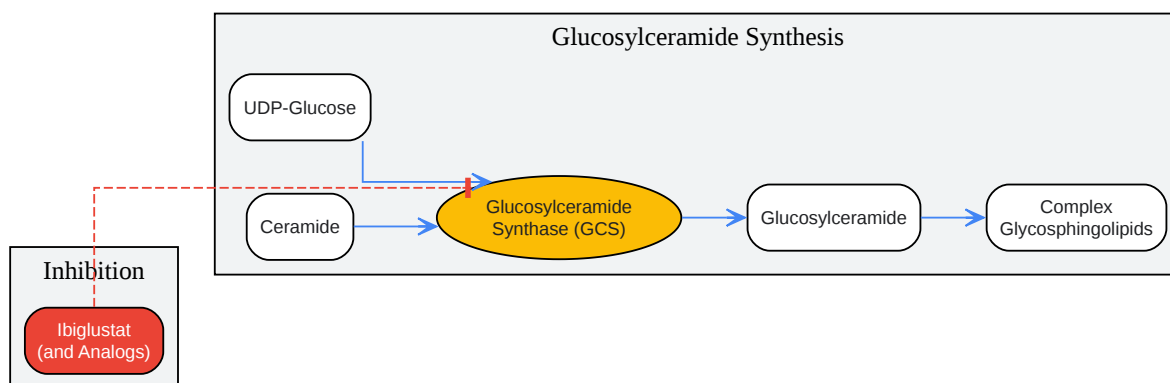 Glucosylceramide Synthesis
UDP-Glucose
Ceramide
Glucosylceramide
Synthase (GCS)
Glucosylceramide
Complex
Glycosphingolipids
Inhibition
Ibiglustat
(and Analogs)